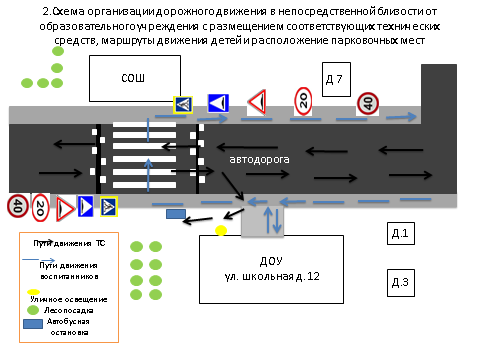 2.Схема организации дорожного движения в непосредственной близости от
образовательного учреждения с размещением соответствующих технических
средств, маршруты движения детей и расположение парковочных мест
СОШ
Д 7
20
40
автодорога
40
20
Д.1
ДОУ
ул. школьная д.12
Д.3
Пути движения ТС
Пути движения
воспитанников
Уличное освещение
Лесопосадка
Автобусная
остановка